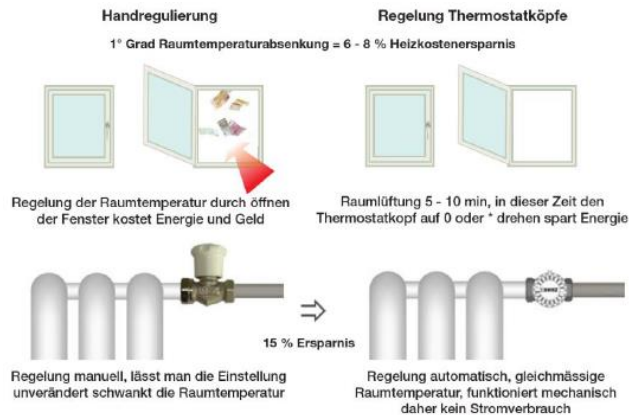 Handregulierung
Regelung Thermostatköpfe
1° Grad Raumtemperaturabsenkung = 6 - 8 % Heizkostenersparnis
Regelung der Raumtemperatur durch öffnen
der Fenster kostet Energie und Geld
Raumlüftung 5 - 10 min, in dieser Zeit den
Thermostatkopf auf 0 oder * drehen spart Energie
15 % Ersparnis
Regelung manuell, lässt man die Einstellung
unverändert schwankt die Raumtemperatur
Regelung automatisch, gleichmässige
Raumtemperatur, funktioniert mechanisch
daher kein Stromverbrauch